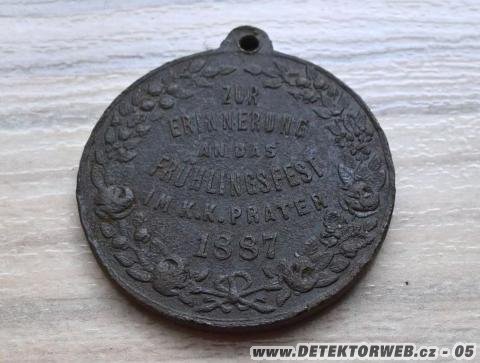 ZUR
ERINNERUNG
AN DAS
FRÜHLINGSFEST
IM K.K. PRATER
1887
www.DETEKTORWEB.cz - 05